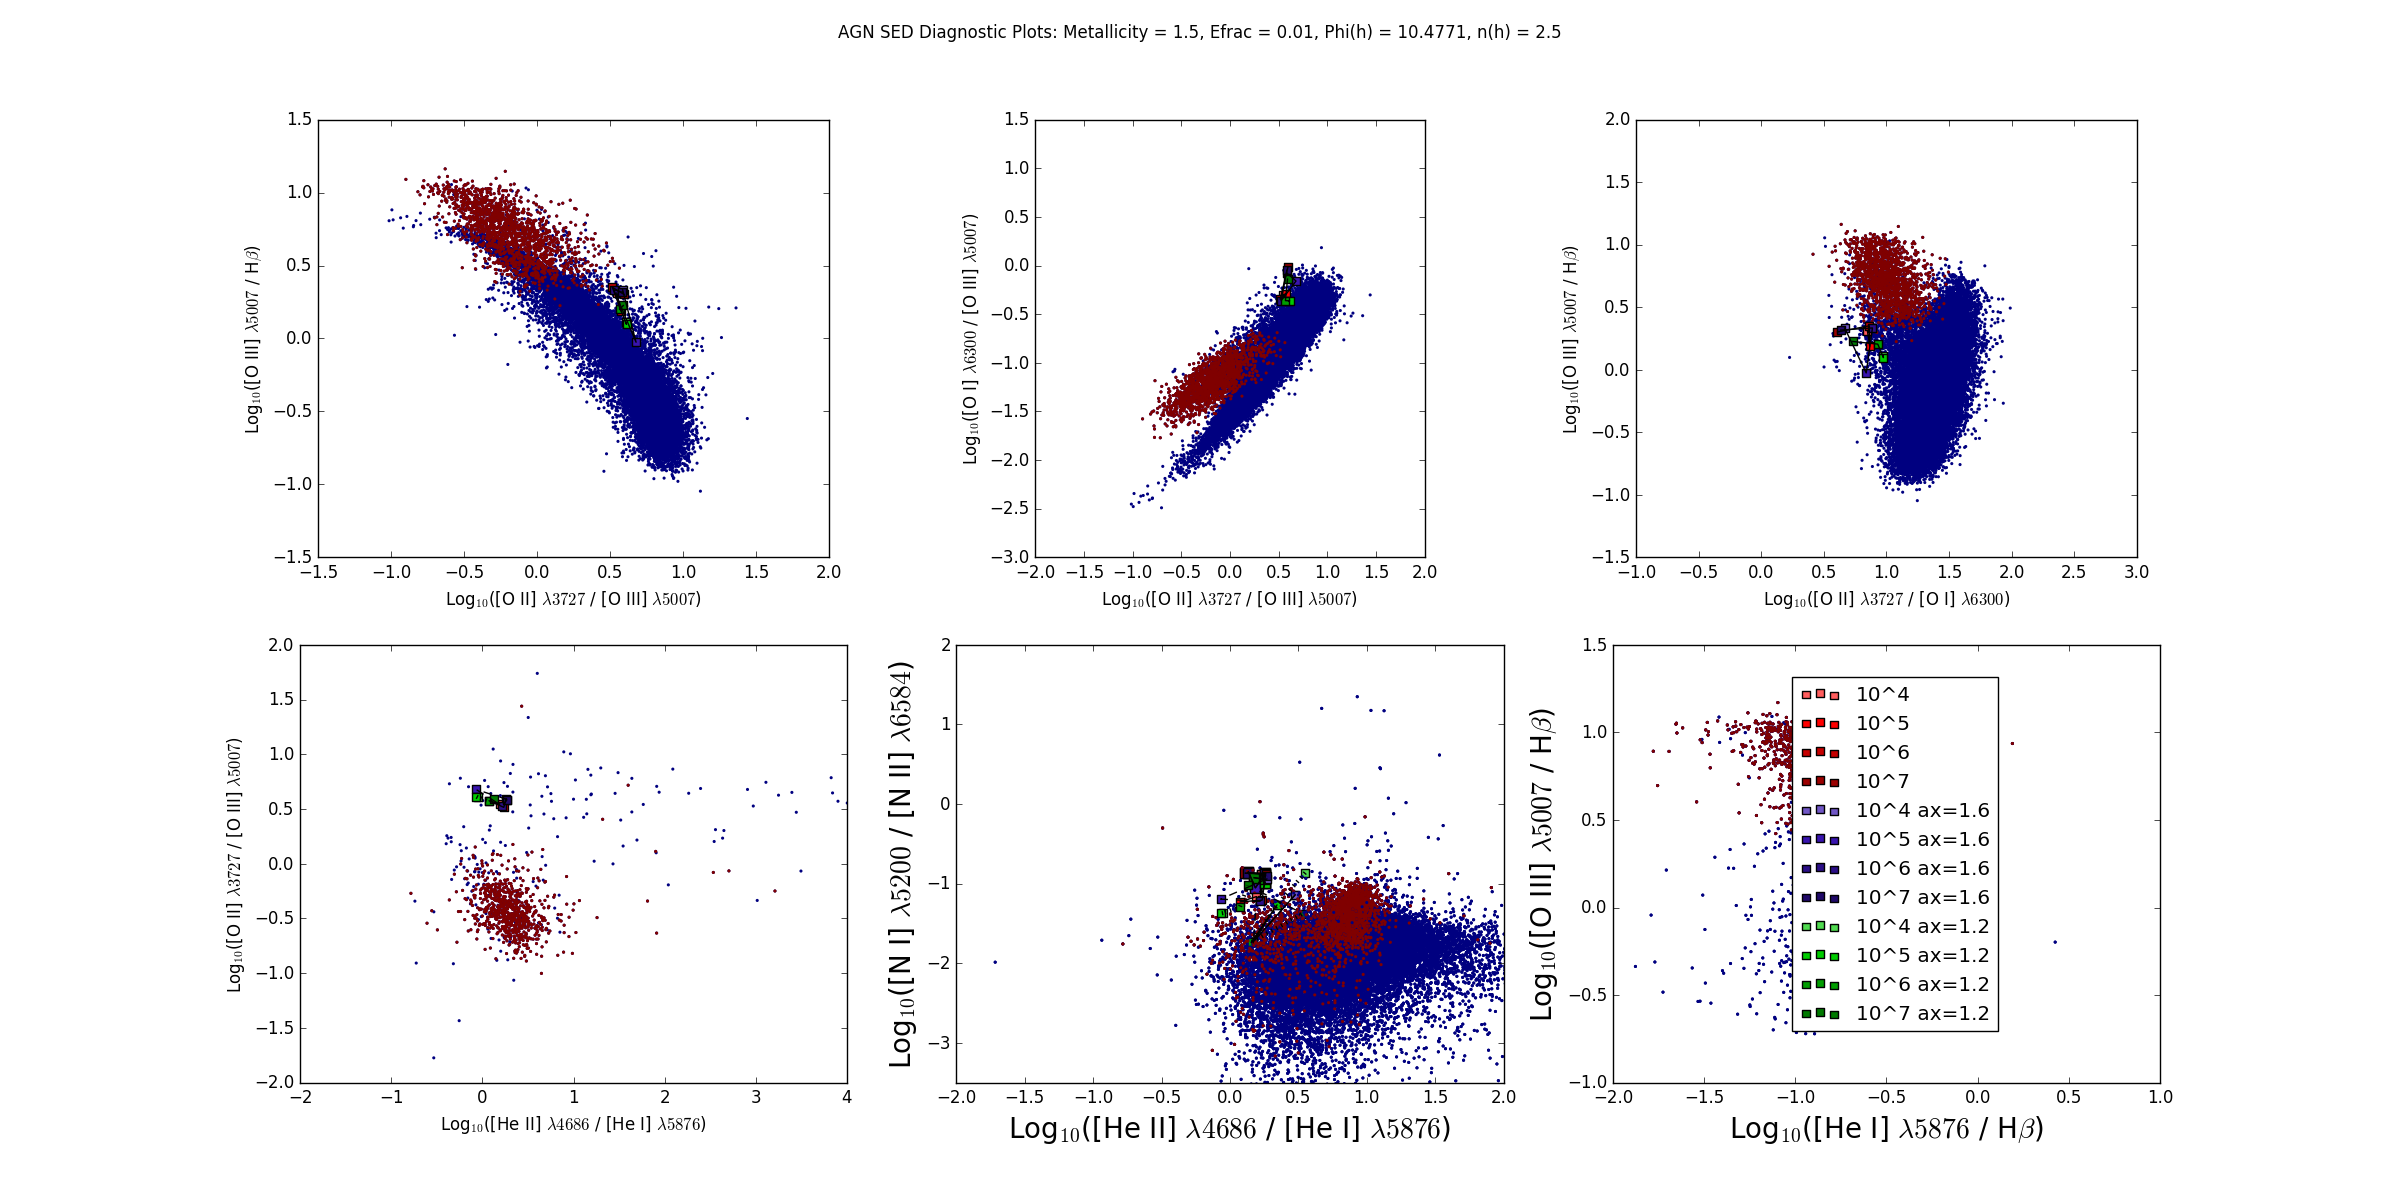 AGN SED Diagnostic Plots: Metallicity = 1.5, Efrac = 0.01, Phi(h) = 10.4771, n(h) = 2.5
Log₁₀([O III] λ5007 / Hβ)
1.5
1.0
0.5
0.0
−0.5
−1.0
−1.5
−1.5 −1.0 −0.5 0.0 0.5 1.0 1.5 2.0
Log₁₀([O II] λ3727 / [O III] λ5007)
Log₁₀([O I] λ6300 / [O III] λ5007)
1.5
1.0
0.5
0.0
−0.5
−1.0
−1.5
−2.0
−2.5
−3.0
−2.0 −1.5 −1.0 −0.5 0.0 0.5 1.0 1.5 2.0
Log₁₀([O II] λ3727 / [O III] λ5007)
Log₁₀([O III] λ5007 / Hβ)
2.0
1.5
1.0
0.5
0.0
−0.5
−1.0
−1.5
−1.0 −0.5 0.0 0.5 1.0 1.5 2.0 2.5 3.0
Log₁₀([O II] λ3727 / [O I] λ6300)
Log₁₀([O II] λ3727 / [O III] λ5007)
2.0
1.5
1.0
0.5
0.0
−0.5
−1.0
−1.5
−2.0
−2 −1 0 1 2 3 4
Log₁₀([He II] λ4686 / [He I] λ5876)
Log₁₀([N I] λ5200 / [N II] λ6584)
2
1
0
−1
−2
−3
−2.0 −1.5 −1.0 −0.5 0.0 0.5 1.0 1.5 2.0
Log₁₀([He II] λ4686 / [He I] λ5876)
Log₁₀([O III] λ5007 / Hβ)
1.5
1.0
0.5
0.0
−0.5
−1.0
−2.0 −1.5 −1.0 −0.5 0.0 0.5 1.0
Log₁₀([He I] λ5876 / Hβ)
10^4
10^5
10^6
10^7
10^4 ax=1.6
10^5 ax=1.6
10^6 ax=1.6
10^7 ax=1.6
10^4 ax=1.2
10^5 ax=1.2
10^6 ax=1.2
10^7 ax=1.2